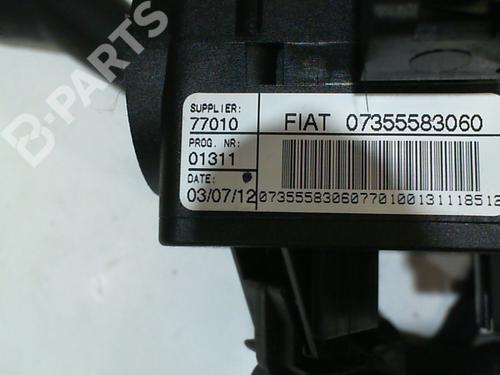 B-PARTS
SUPPLIER:
77010
FIAT 07355583060
PROG. NR:
01311
DATE:
03/07/12
07355583060770100131118512